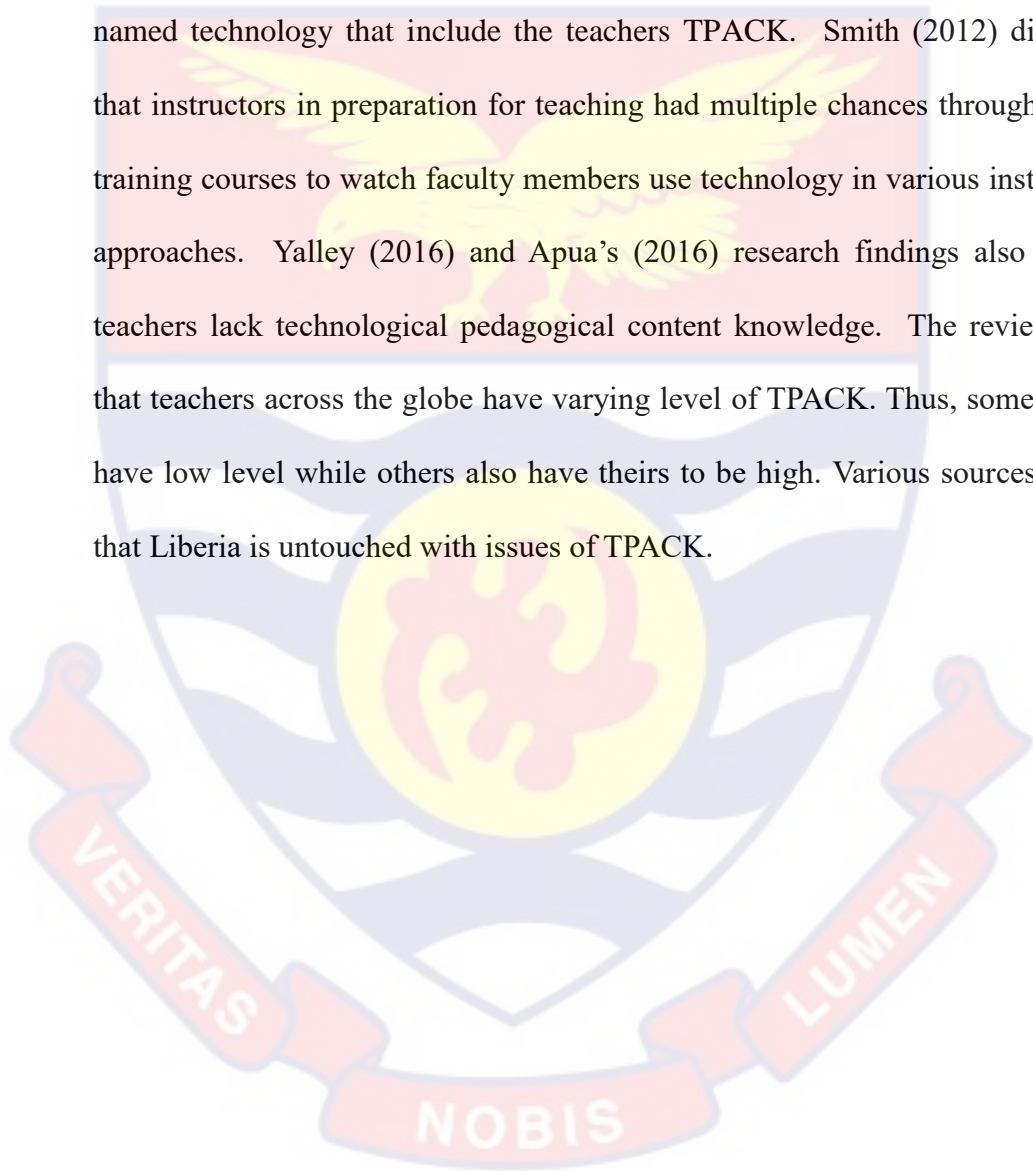 named technology that include the teachers TPACK. Smith (2012)
that instructors in preparation for teaching had multiple chances
training courses to watch faculty members use technology in various
approaches. Yalley (2016) and Apua’s (2016) research findings also
teachers lack technological pedagogical content knowledge. The
that teachers across the globe have varying level of TPACK. Thus, some
have low level while others also have theirs to be high. Various sources
that Liberia is untouched with issues of TPACK.
VERITAS
NOBIS
LUMEN